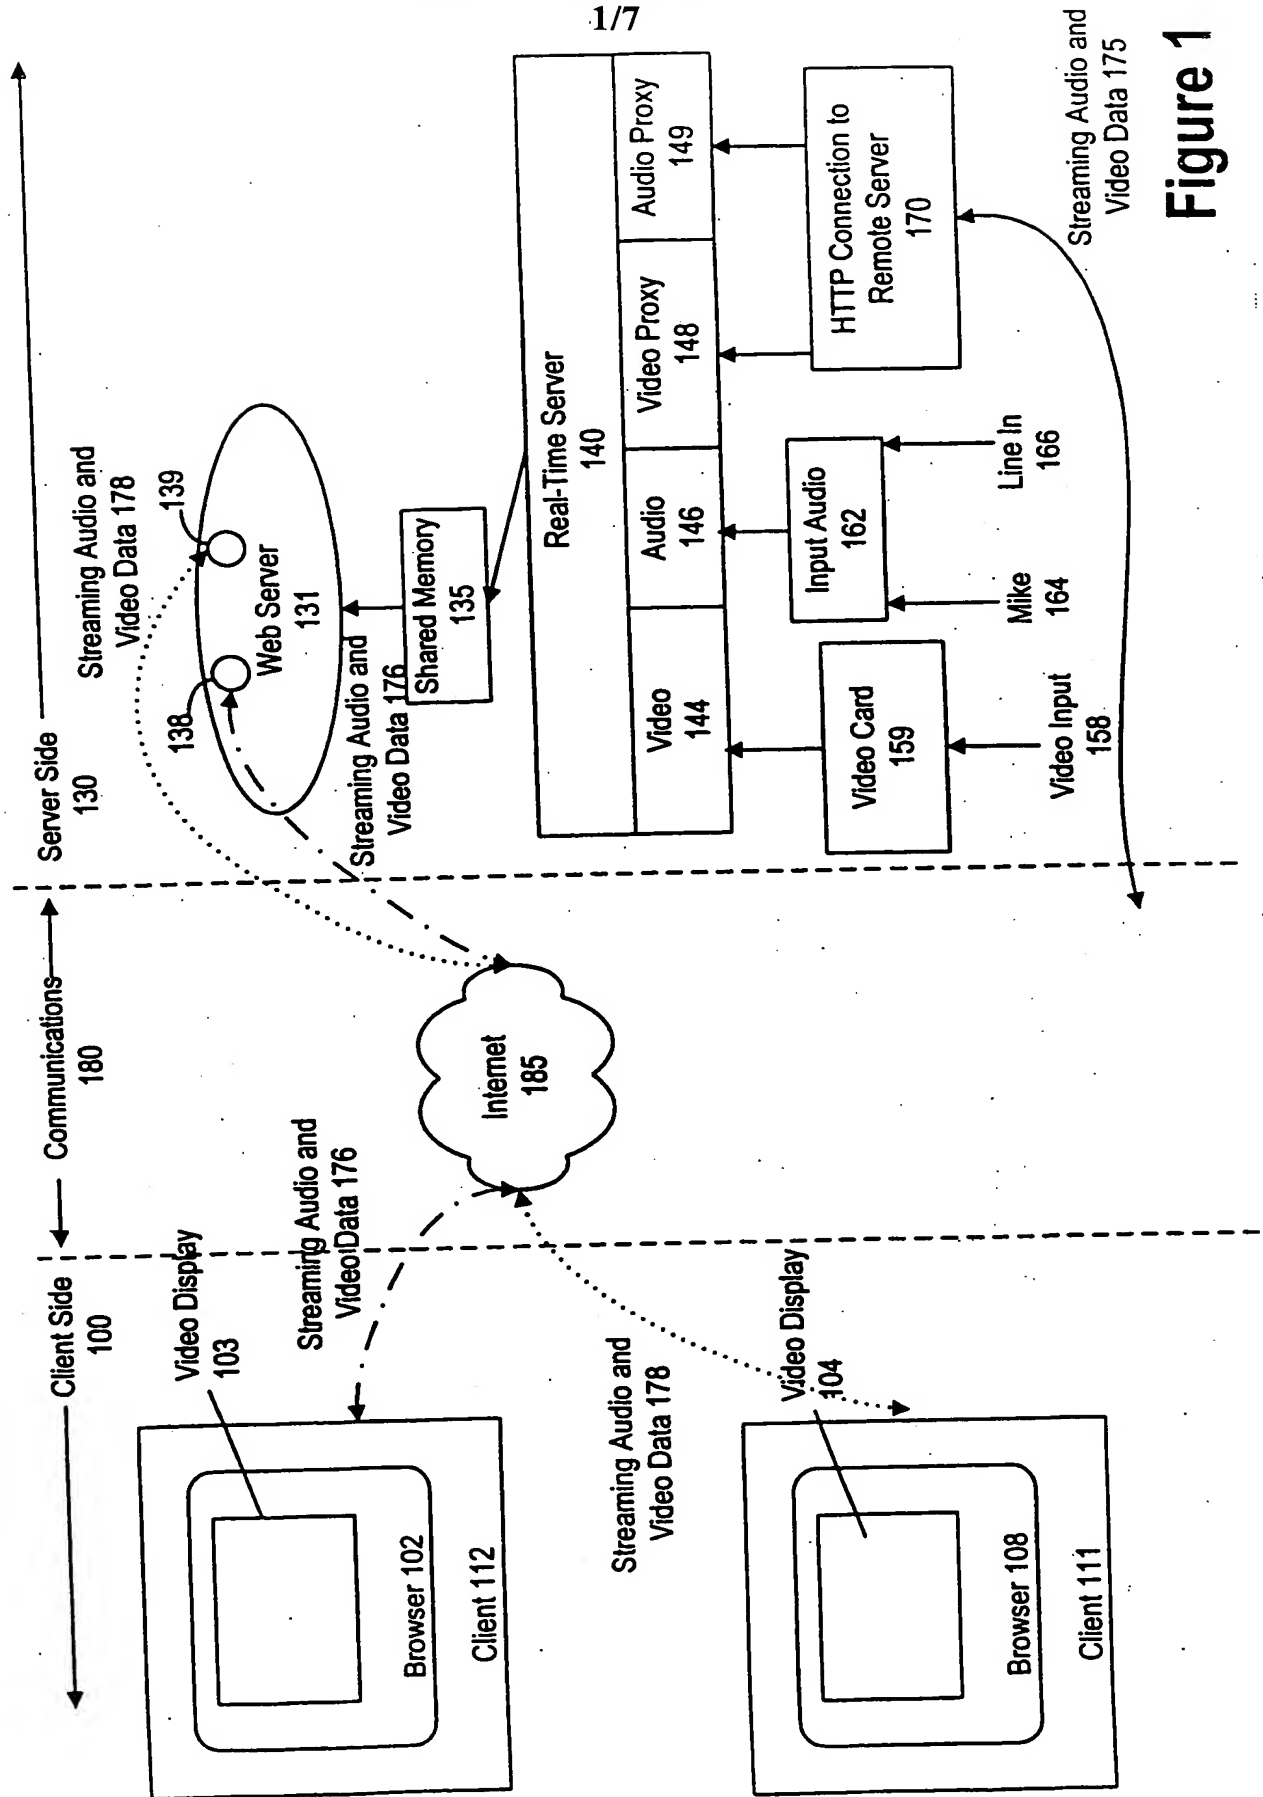 1/7
Client Side
100
Communications
180
Server Side
130
Video Display
103
Streaming Audio and
Video Data 176
Browser 102
Client 112
Streaming Audio and
Video Data 178
Video Display
104
Browser 108
Client 111
Internet
185
Streaming Audio and
Video Data 178
138
139
Web Server
131
Streaming Audio and
Video Data 176
Shared Memory
135
Real-Time Server
140
Video
144
Audio
146
Video Proxy
148
Audio Proxy
149
Video Card
159
Input Audio
162
HTTP Connection to
Remote Server
170
Video Input
158
Mike
164
Line In
166
Streaming Audio and
Video Data 175
Figure 1